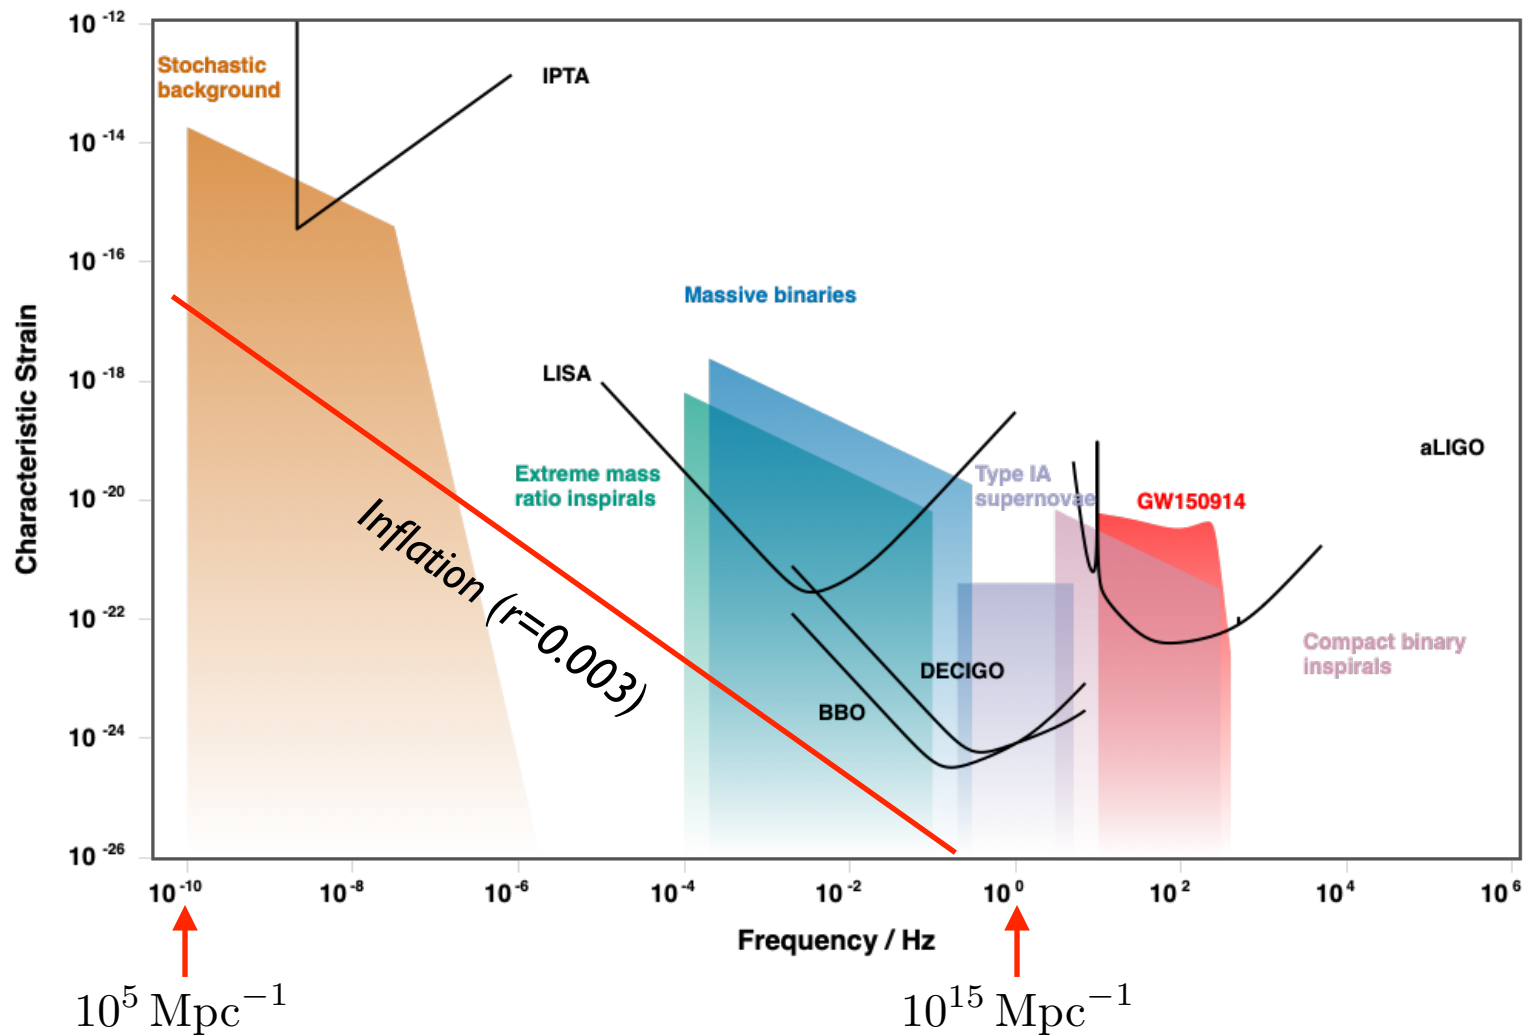 10 -12
10 -14
10 -16
10 -18
10 -20
10 -22
10 -24
10 -26
Characteristic Strain
Stochastic
background
IPTA
Massive binaries
LISA
Extreme mass
ratio inspirals
Type IA
supernovae
GW150914
aLIGO
Inflation (r=0.003)
DECIGO
BBO
Compact binary
inspirals
10 -10 10 -8 10 -6 10 -4 10 -2 10 0 10 2 10 4 10 6
Frequency / Hz
10^5 Mpc^−1 10^15 Mpc^−1